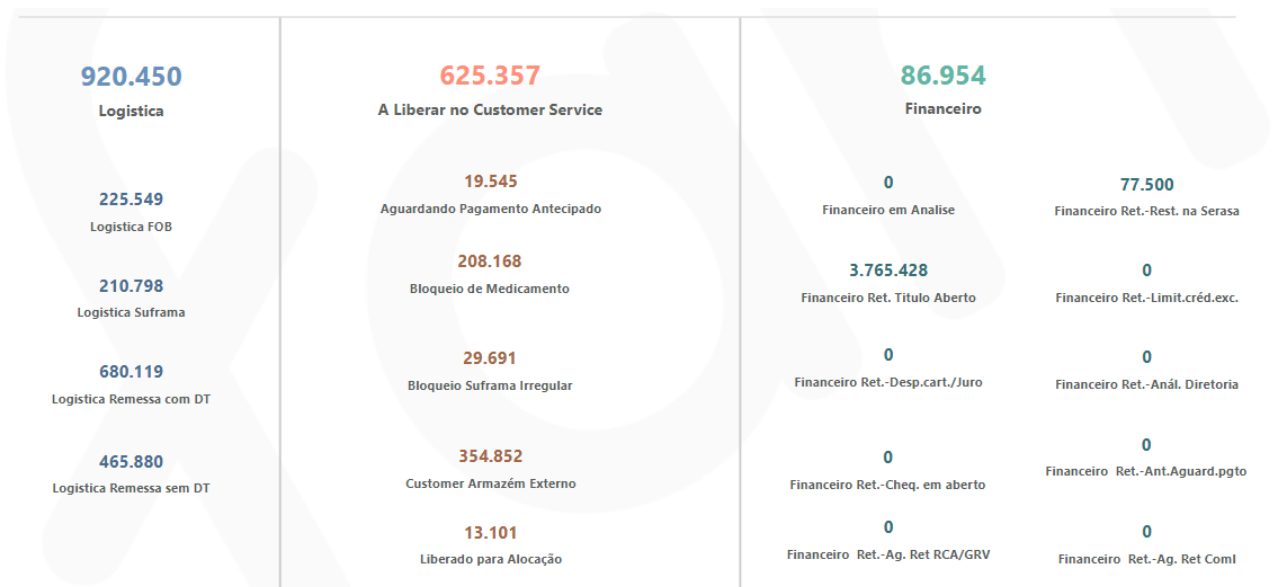 920.450
Logistica
225.549
Logistica FOB
210.798
Logistica Suframa
680.119
Logistica Remessa com DT
465.880
Logistica Remessa sem DT
625.357
A Liberar no Customer Service
19.545
Aguardando Pagamento Antecipado
208.168
Bloqueio de Medicamento
29.691
Bloqueio Suframa Irregular
354.852
Customer Armazém Externo
13.101
Liberado para Alocação
86.954
Financeiro
0
Financeiro em Analise
3.765.428
Financeiro Ret. Titulo Aberto
0
Financeiro Ret.-Desp.cart./Juro
0
Financeiro Ret.-Cheq. em aberto
0
Financeiro  Ret.-Ag. Ret RCA/GRV
77.500
Financeiro Ret.-Rest. na Serasa
0
Financeiro Ret.-Limit.créd.exc.
0
Financeiro Ret.-Anál. Diretoria
0
Financeiro  Ret.-Ant.Aguard.pgto
0
Financeiro  Ret.-Ag. Ret Coml